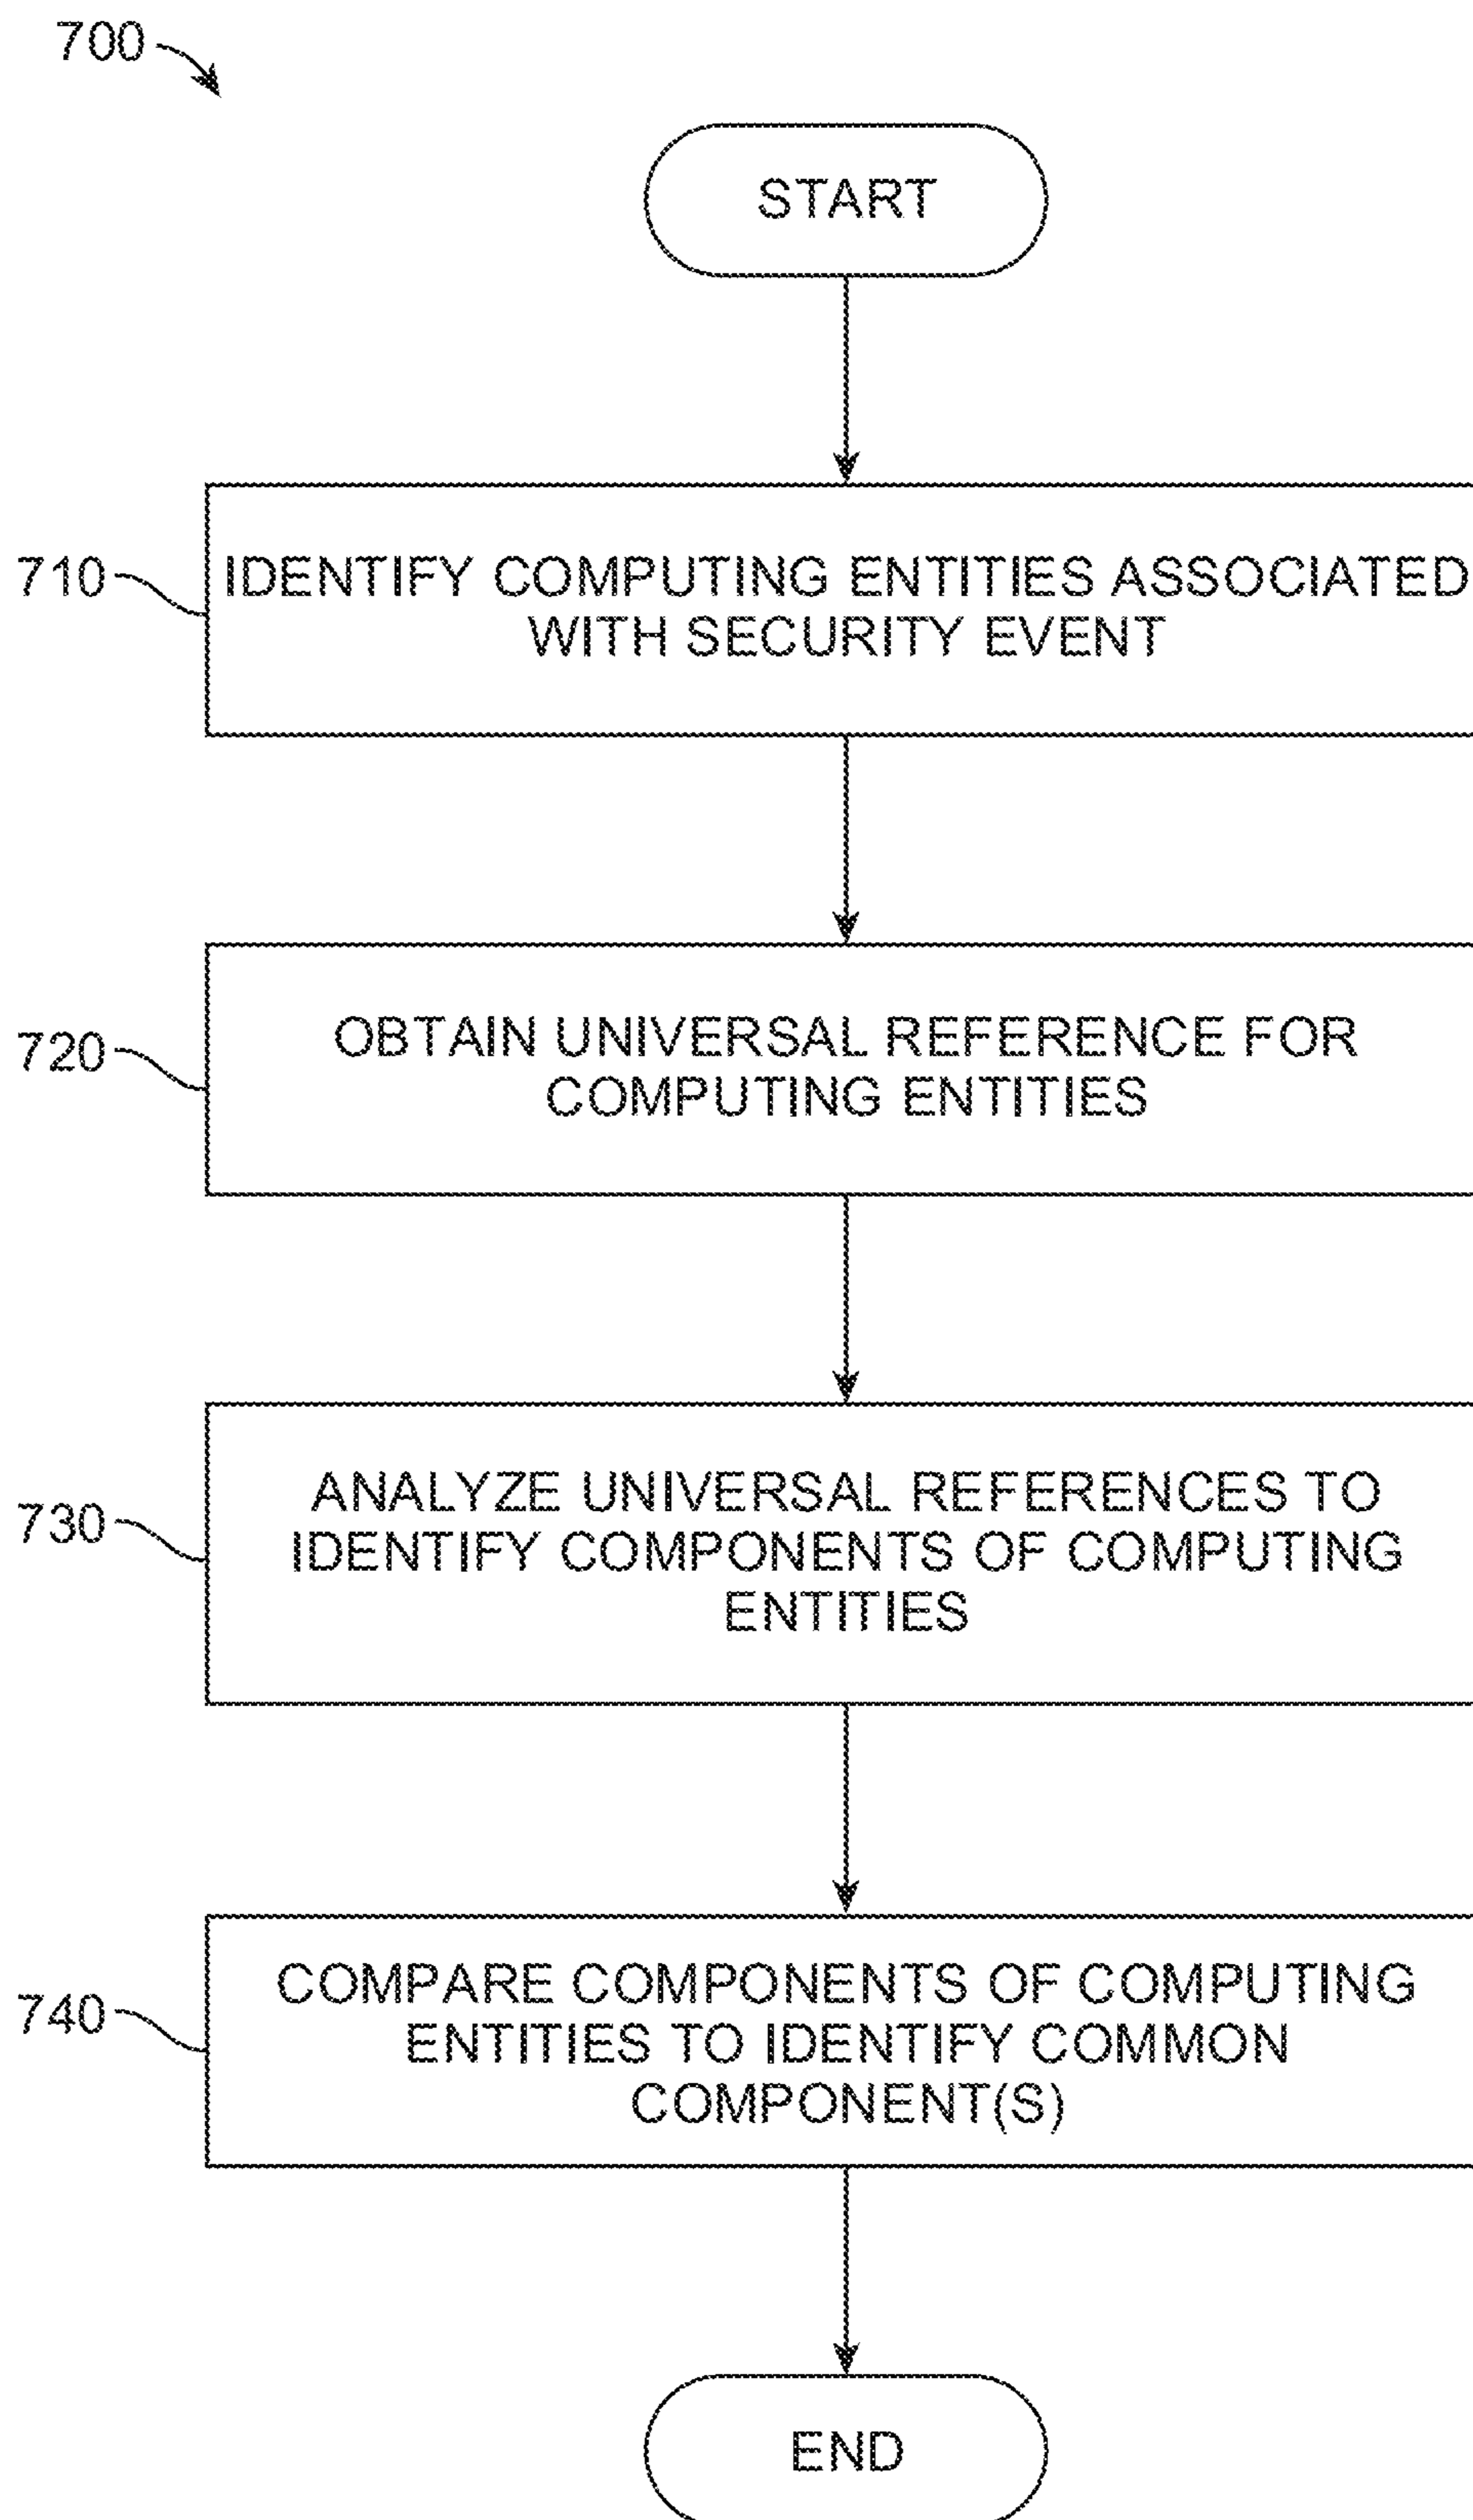 700
START
710
IDENTIFY COMPUTING ENTITIES ASSOCIATED
WITH SECURITY EVENT
720
OBTAIN UNIVERSAL REFERENCE FOR
COMPUTING ENTITIES
730
ANALYZE UNIVERSAL REFERENCES TO
IDENTIFY COMPONENTS OF COMPUTING
ENTITIES
740
COMPARE COMPONENTS OF COMPUTING
ENTITIES TO IDENTIFY COMMON
COMPONENT(S)
END